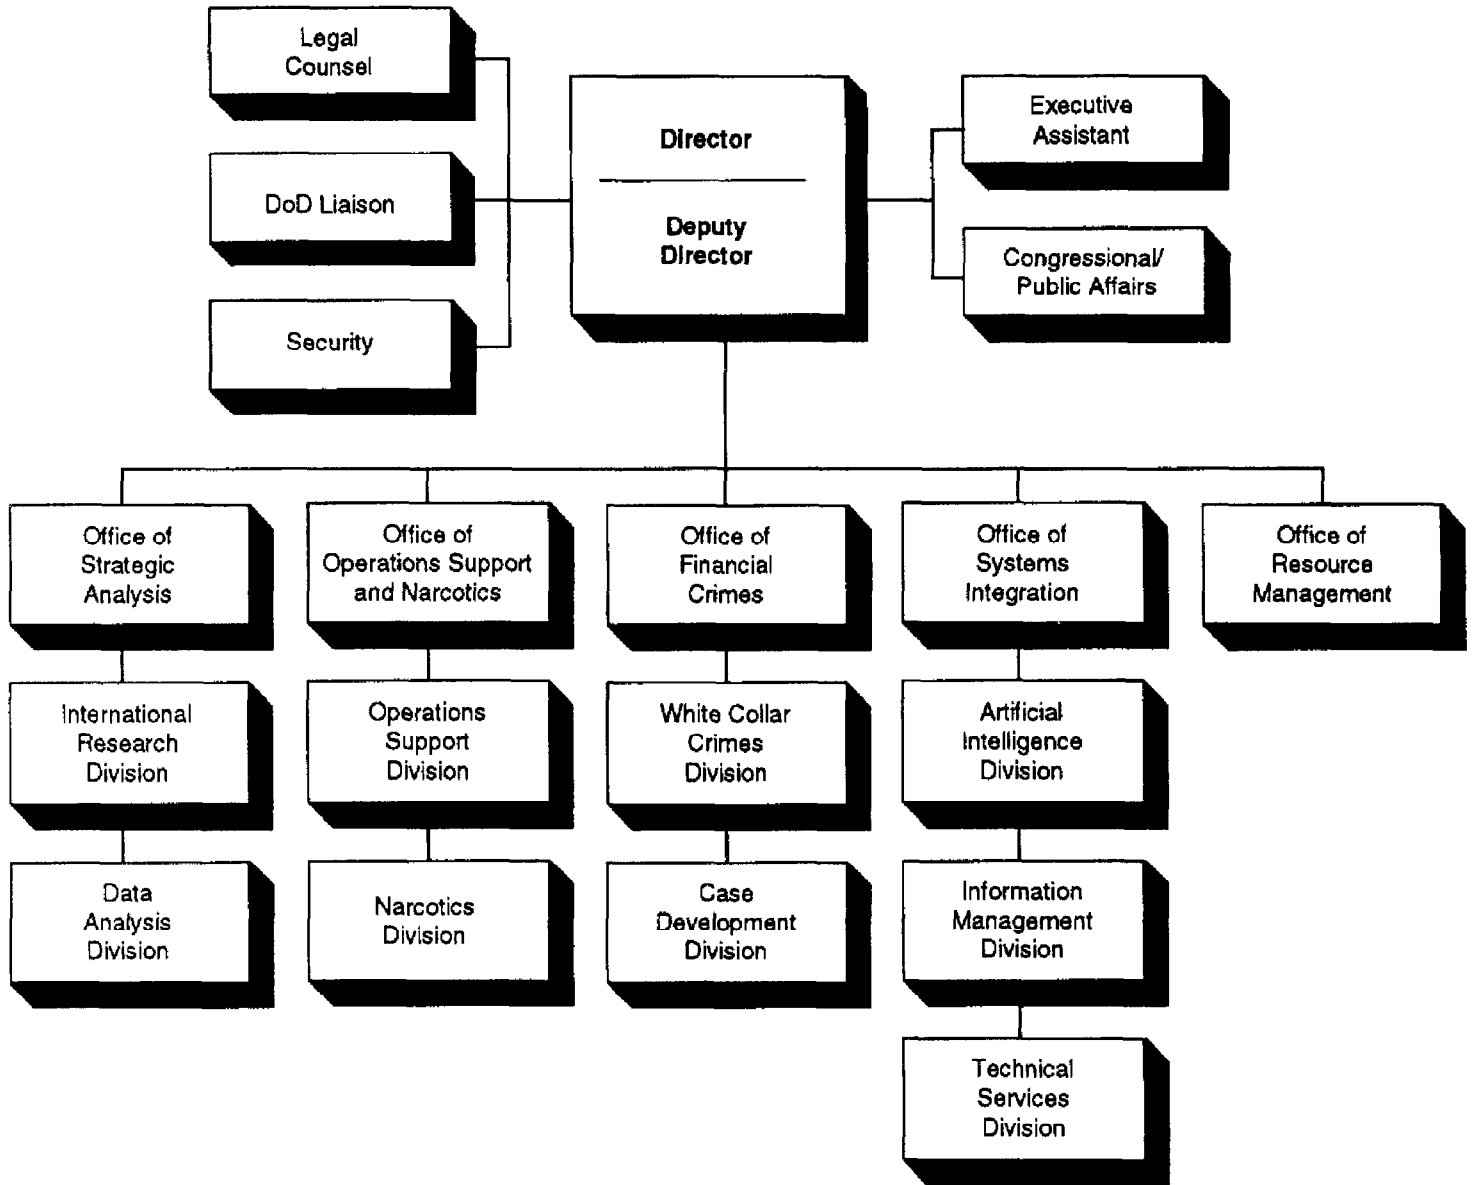 Legal
Counsel
DoD Liaison
Security
Director
Deputy
Director
Executive
Assistant
Congressional/
Public Affairs
Office of
Strategic
Analysis
Office of
Operations Support
and Narcotics
Office of
Financial
Crimes
Office of
Systems
Integration
Office of
Resource
Management
International
Research
Division
Operations
Support
Division
White Collar
Crimes
Division
Artificial
Intelligence
Division
Data
Analysis
Division
Narcotics
Division
Case
Development
Division
Information
Management
Division
Technical
Services
Division